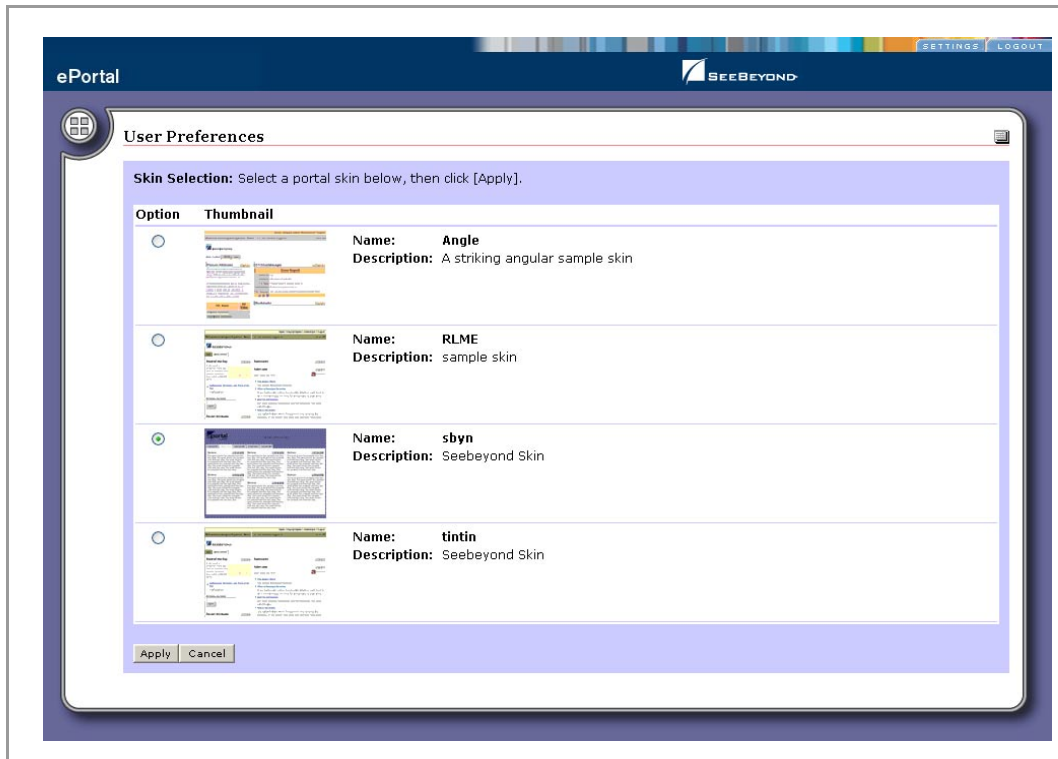 SETTINGS LOGOUT
ePortal
SEEBEYOND
User Preferences
Skin Selection: Select a portal skin below, then click [Apply].
Option Thumbnail
Name: Angle
Description: A striking angular sample skin
Name: RLME
Description: sample skin
Name: sbyn
Description: Seebeyond Skin
Name: tintin
Description: Seebeyond Skin
Apply Cancel